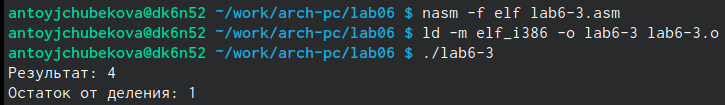 antoyjchubekova@dk6n52 ~/work/arch-pc/lab06 $ nasm -f elf lab6-3.asm
antoyjchubekova@dk6n52 ~/work/arch-pc/lab06 $ ld -m elf_i386 -o lab6-3 lab6-3.o
antoyjchubekova@dk6n52 ~/work/arch-pc/lab06 $ ./lab6-3
Результат: 4
Остаток от деления: 1